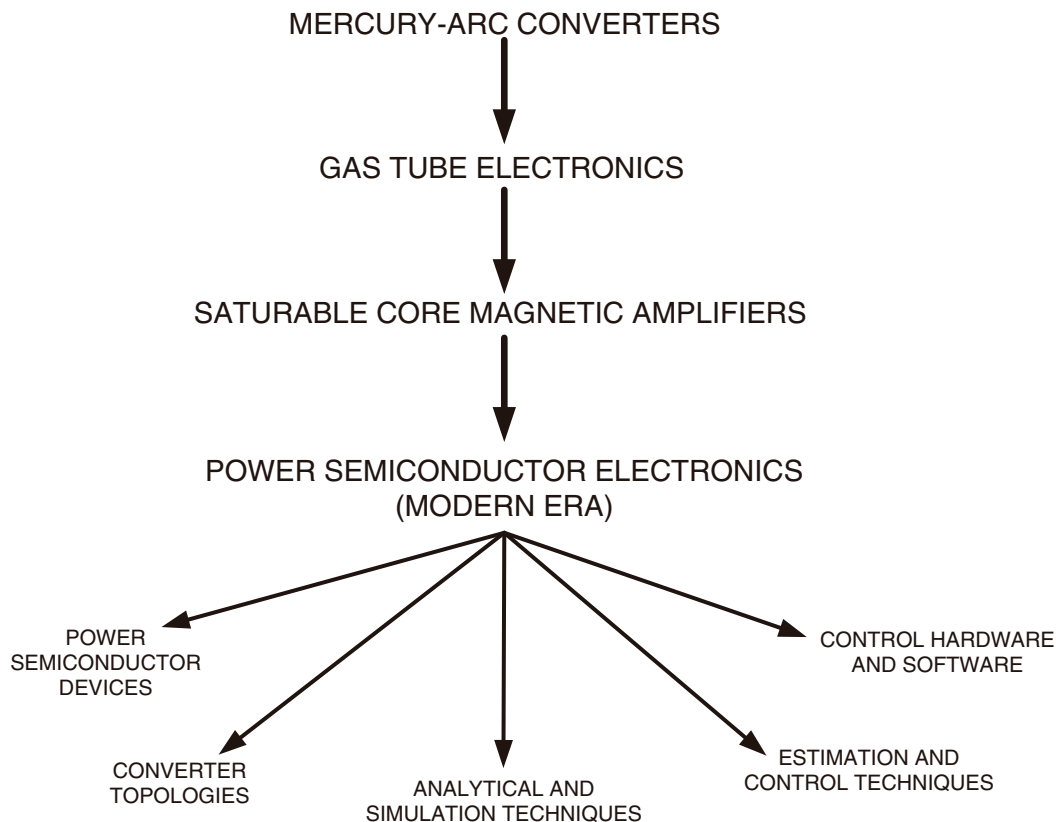 MERCURY-ARC CONVERTERS
GAS TUBE ELECTRONICS
SATURABLE CORE MAGNETIC AMPLIFIERS
POWER SEMICONDUCTOR ELECTRONICS
(MODERN ERA)
POWER
SEMICONDUCTOR
DEVICES
CONVERTER
TOPOLOGIES
ANALYTICAL AND
SIMULATION TECHNIQUES
ESTIMATION AND
CONTROL TECHNIQUES
CONTROL HARDWARE
AND SOFTWARE